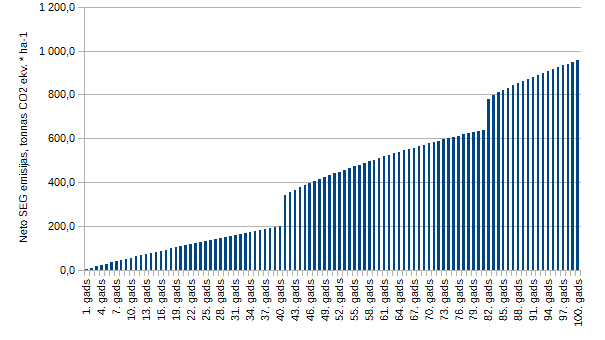 1 200,0
1 000,0
800,0
600,0
400,0
200,0
0,0
Neto SEG emisijas, tonnas CO2 ekv. * ha-1
1. gads
4. gads
7. gads
10. gads
13. gads
16. gads
19. gads
22. gads
25. gads
28. gads
31. gads
34. gads
37. gads
40. gads
43. gads
46. gads
49. gads
52. gads
55. gads
58. gads
61. gads
64. gads
67. gads
70. gads
73. gads
76. gads
79. gads
82. gads
85. gads
88. gads
91. gads
94. gads
97. gads
100. gads